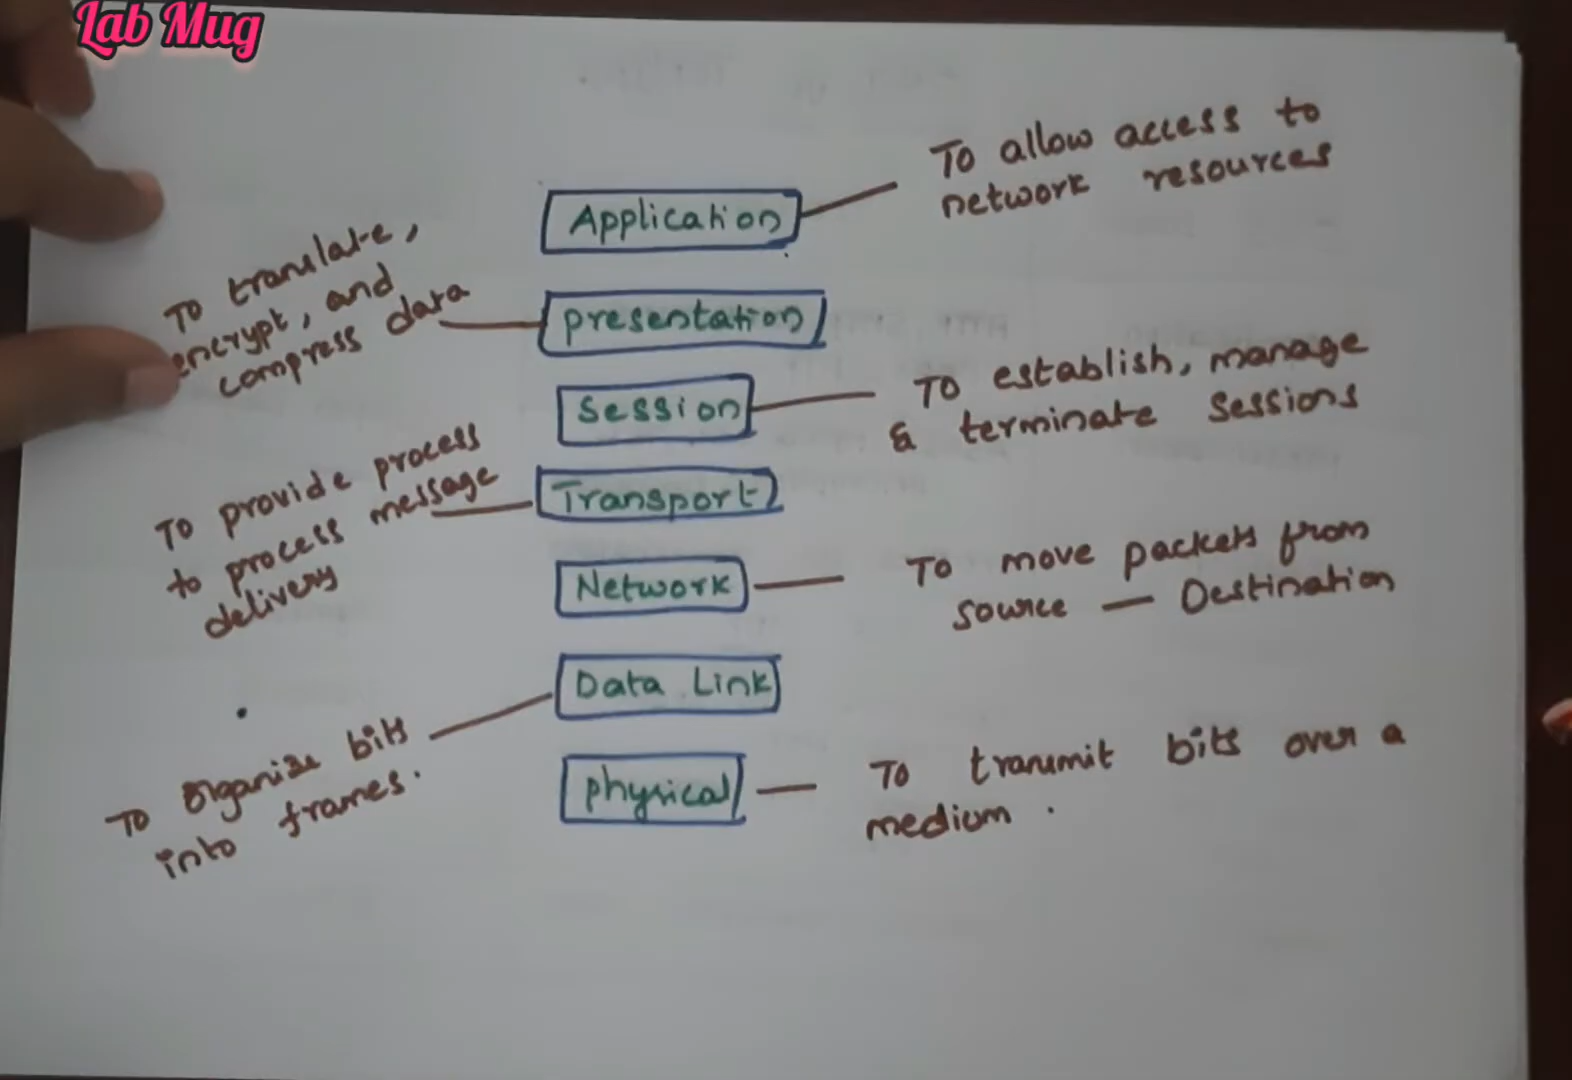 Lab Mug
To allow access to
network resources
Application
To translate,
encrypt, and
compress data
presentation
To establish, manage
& terminate sessions
Session
To provide process
to process message
delivery
Transport
To move packets from
source — Destination
Network
Data Link
To organize bits
into frames.
physical
To transmit bits over a
medium.